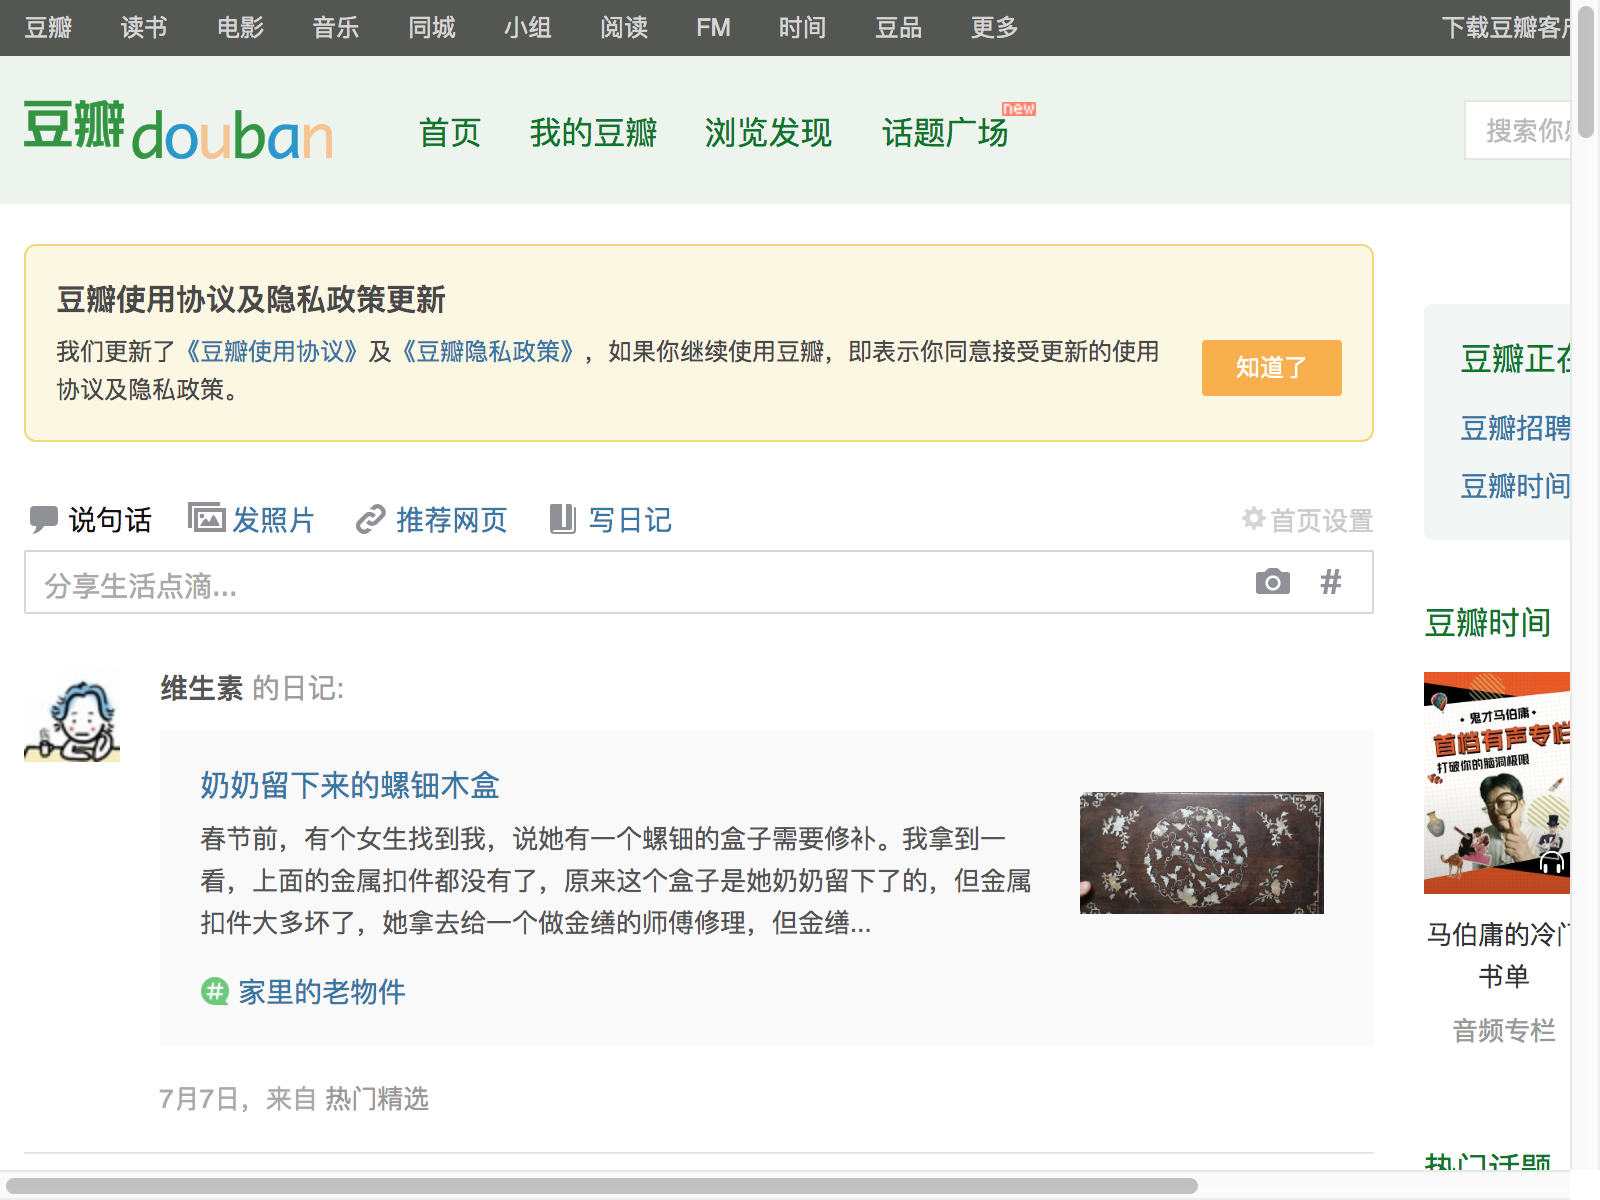 豆瓣 读书 电影 音乐 同城 小组 阅读 FM 时间 豆品 更多 下载豆瓣客
豆瓣 douban 首页 我的豆瓣 浏览发现 话题广场 new 搜索你
豆瓣使用协议及隐私政策更新
我们更新了《豆瓣使用协议》及《豆瓣隐私政策》，如果你继续使用豆瓣，即表示你同意接受更新的使用
协议及隐私政策。
知道了
豆瓣正在
豆瓣招聘
豆瓣时间
说句话 发照片 推荐网页 写日记 首页设置
分享生活点滴... #
豆瓣时间
维生素 的日记:
奶奶留下来的螺钿木盒
春节前，有个女生找到我，说她有一个螺钿的盒子需要修补。我拿到一
看，上面的金属扣件都没有了，原来这个盒子是她奶奶留下了的，但金属
扣件大多坏了，她拿去给一个做金缮的师傅修理，但金缮...
# 家里的老物件
7月7日，来自 热门精选
·鬼才马伯庸·
首档有声专栏
打破你的脑洞极限
马伯庸的冷门
书单
音频专栏
热门话题